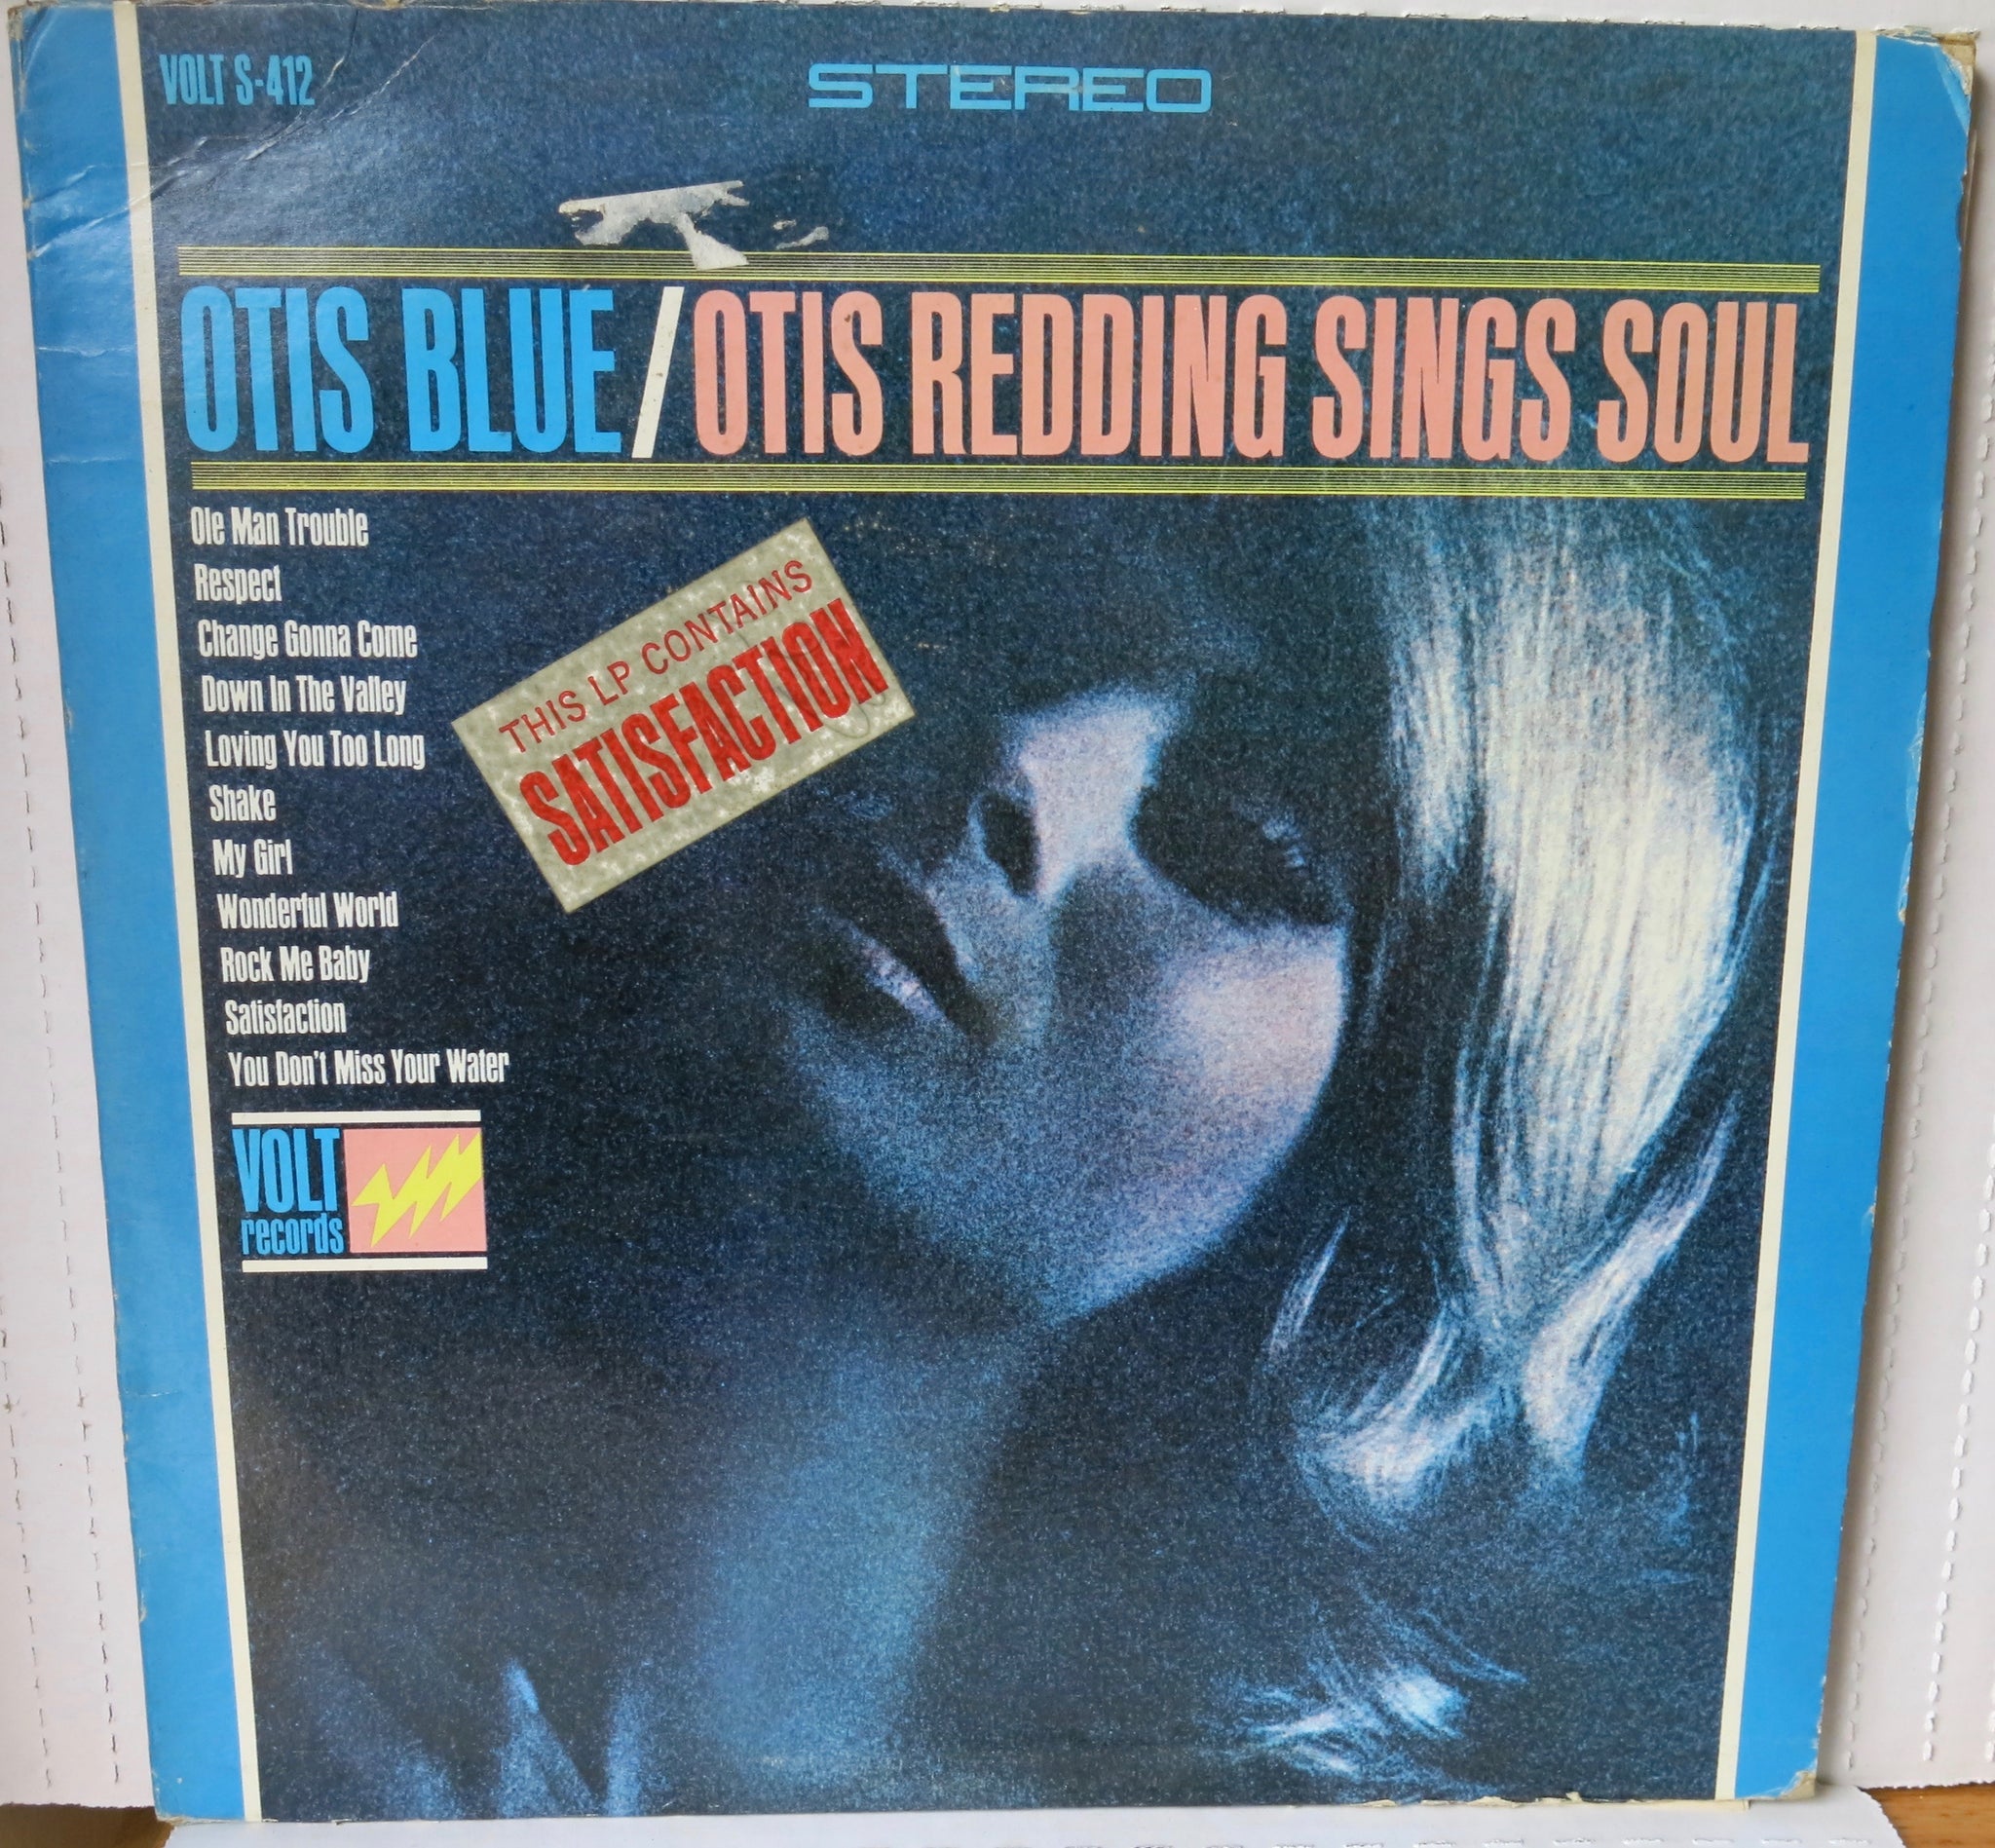 VOLT S-412
STEREO
OTIS BLUE/OTIS REDDING SINGS SOUL
Ole Man Trouble
Respect
Change Gonna Come
Down In The Valley
Loving You Too Long
Shake
My Girl
Wonderful World
Rock Me Baby
Satisfaction
You Don't Miss Your Water
THIS LP CONTAINS
SATISFACTION
VOLT
records